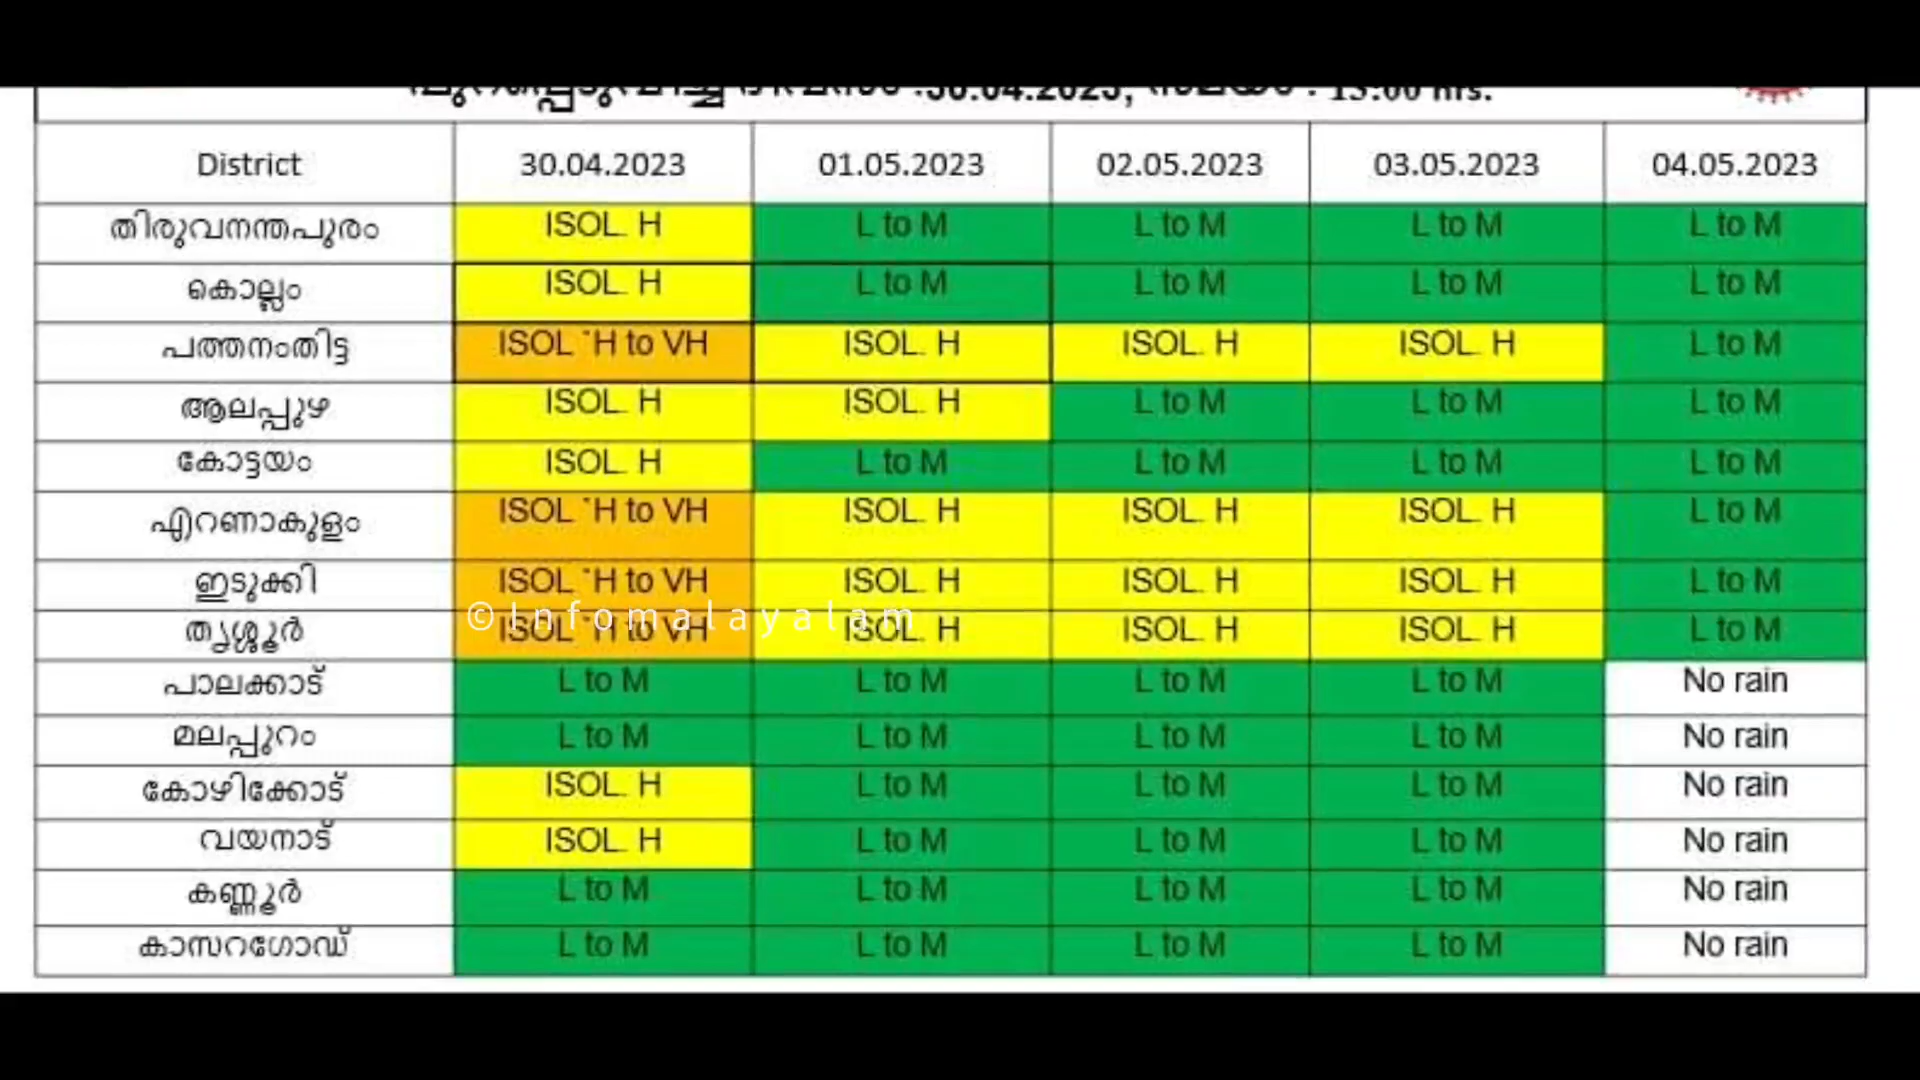 :30.04.2023, : 13:00 hrs.
District 30.04.2023 01.05.2023 02.05.2023 03.05.2023 04.05.2023
തിരുവനന്തപുരം ISOL. H L to M L to M L to M L to M
കൊല്ലം ISOL. H L to M L to M L to M L to M
പത്തനംതിട്ട ISOL ̈ H to VH ISOL. H ISOL. H ISOL. H L to M
ആലപ്പുഴ ISOL. H ISOL. H L to M L to M L to M
കോട്ടയം ISOL. H L to M L to M L to M L to M
എറണാകുളം ISOL ̈ H to VH ISOL. H ISOL. H ISOL. H L to M
ഇടുക്കി ISOL ̈ H to VH ISOL. H ISOL. H ISOL. H L to M
തൃശ്ശൂർ ISOL ̈ H to VH ISOL. H ISOL. H ISOL. H L to M
©Infomalayalam
പാലക്കാട് L to M L to M L to M L to M No rain
മലപ്പുറം L to M L to M L to M L to M No rain
കോഴിക്കോട് ISOL. H L to M L to M L to M No rain
വയനാട് ISOL. H L to M L to M L to M No rain
കണ്ണൂർ L to M L to M L to M L to M No rain
കാസറഗോഡ് L to M L to M L to M L to M No rain